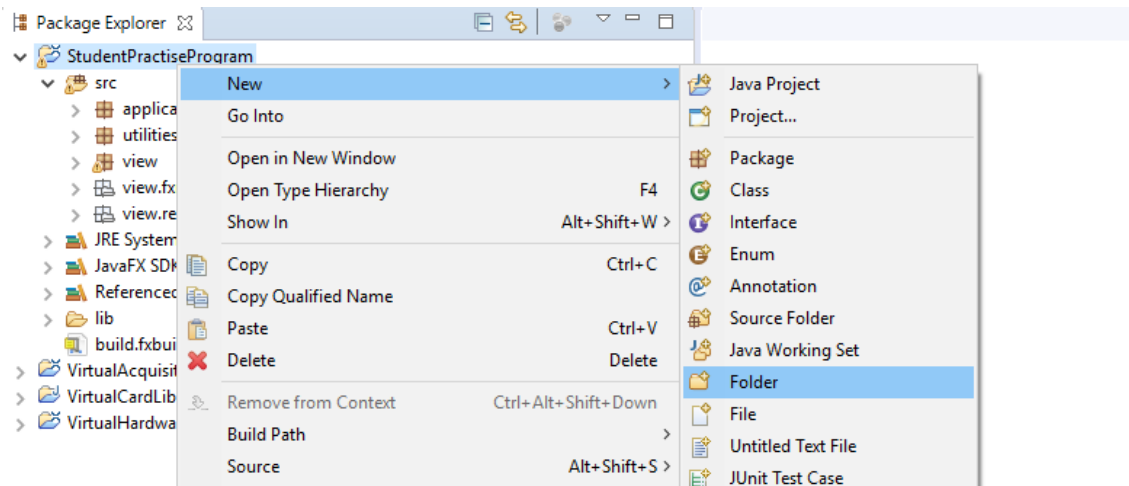 Package Explorer
StudentPractiseProgram
src
applica
utilities
view
view.fx
view.re
JRE System
JavaFX SDK
Referenced
lib
build.fxbui
VirtualAcquisit
VirtualCardLib
VirtualHardwa
New
Go Into
Open in New Window
Open Type Hierarchy F4
Show In Alt+Shift+W
Copy Ctrl+C
Copy Qualified Name
Paste Ctrl+V
Delete Delete
Remove from Context Ctrl+Alt+Shift+Down
Build Path
Source Alt+Shift+S
Java Project
Project...
Package
Class
Interface
Enum
Annotation
Source Folder
Java Working Set
Folder
File
Untitled Text File
JUnit Test Case